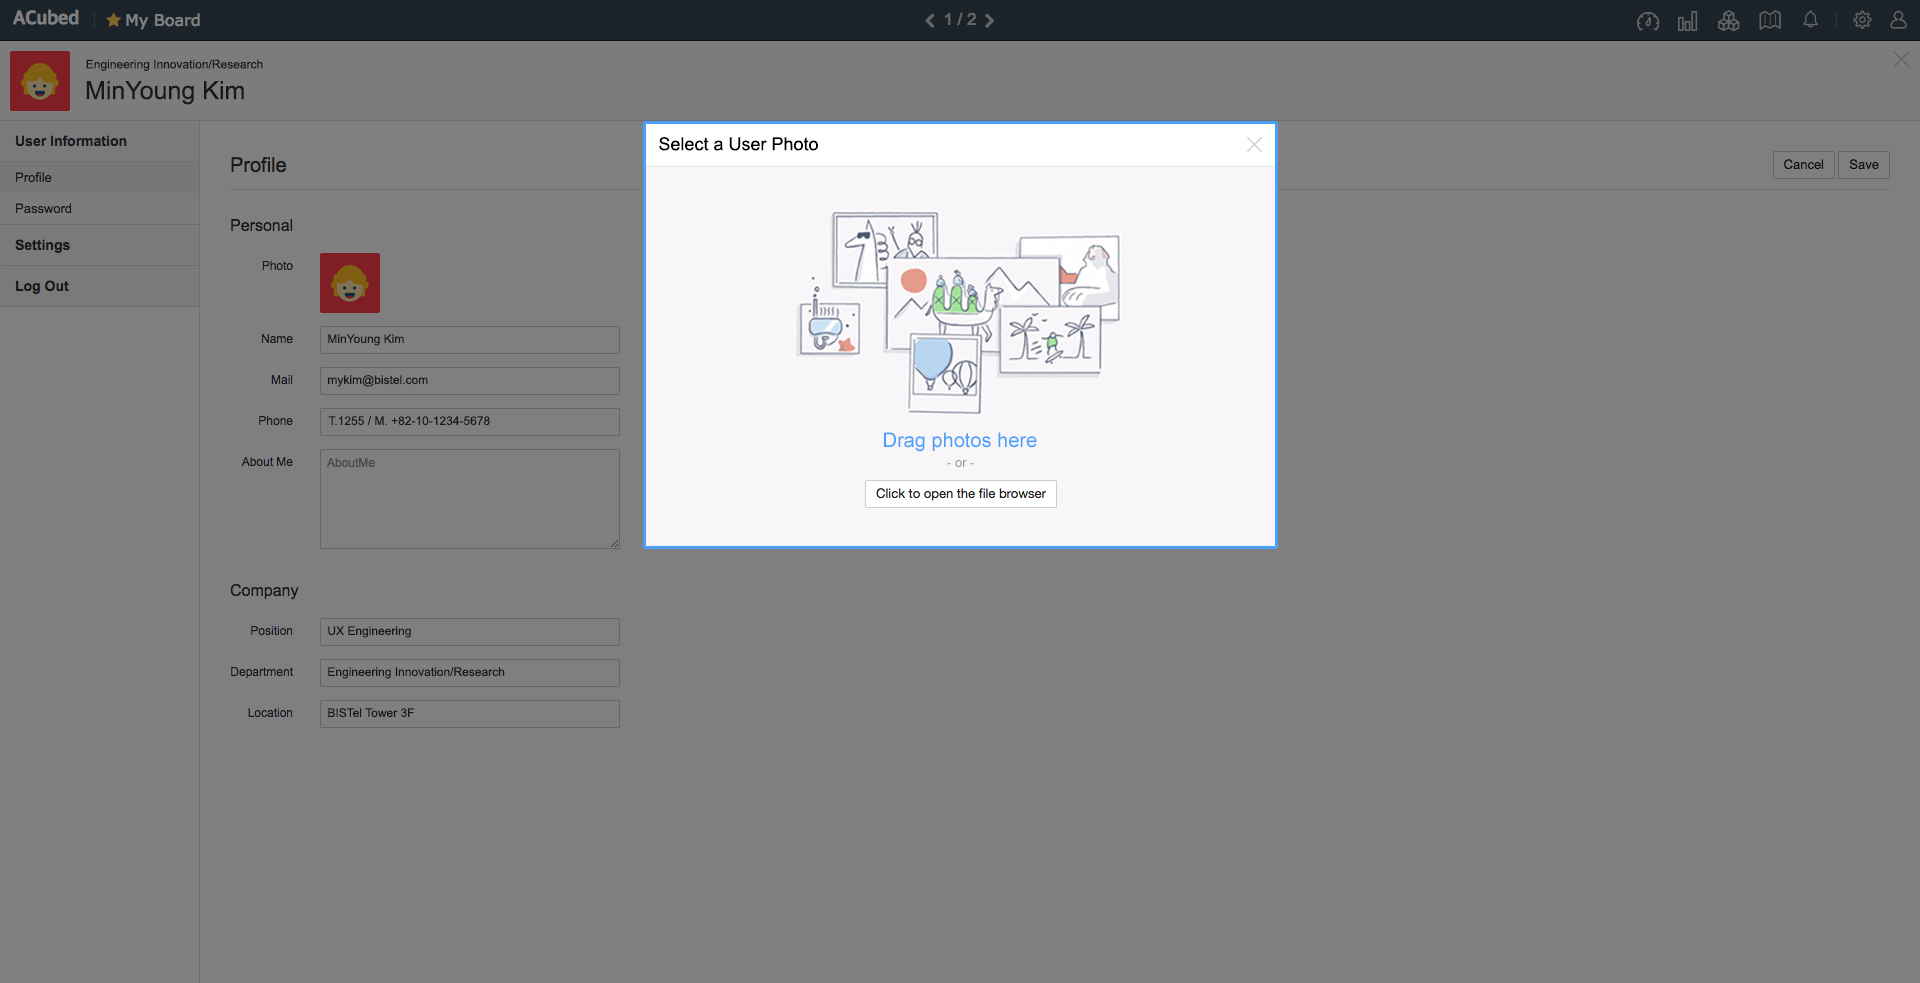 ACubed
My Board
1 / 2
Engineering Innovation/Research
MinYoung Kim
User Information
Profile
Password
Settings
Log Out
Profile
Cancel
Save
Personal
Photo
Name
MinYoung Kim
Mail
mykim@bistel.com
Phone
T.1255 / M. +82-10-1234-5678
About Me
AboutMe
Company
Position
UX Engineering
Department
Engineering Innovation/Research
Location
BISTel Tower 3F
Select a User Photo
Drag photos here
- or -
Click to open the file browser